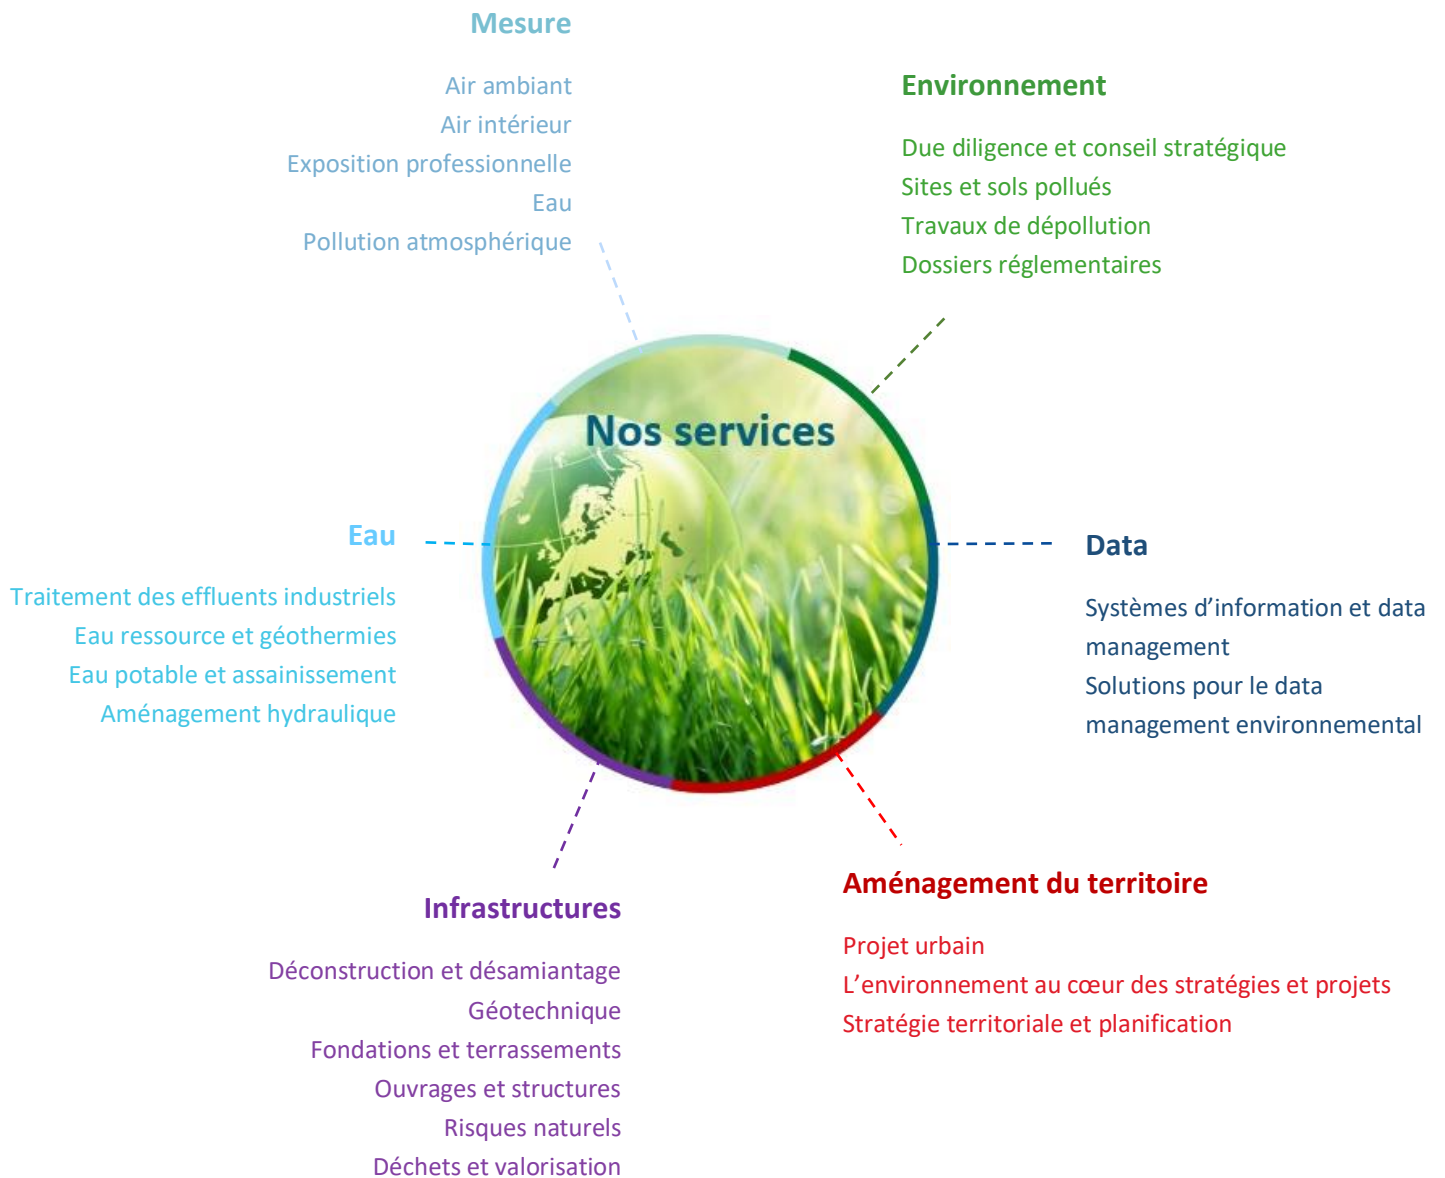 Mesure
Air ambiant
Air intérieur
Exposition professionnelle
Eau
Pollution atmosphérique
Environnement
Due diligence et conseil stratégique
Sites et sols pollués
Travaux de dépollution
Dossiers réglementaires
Nos services
Eau
Traitement des effluents industriels
Eau ressource et géothermies
Eau potable et assainissement
Aménagement hydraulique
Data
Systèmes d’information et data
management
Solutions pour le data
management environnemental
Infrastructures
Déconstruction et désamiantage
Géotechnique
Fondations et terrassements
Ouvrages et structures
Risques naturels
Déchets et valorisation
Aménagement du territoire
Projet urbain
L’environnement au cœur des stratégies et projets
Stratégie territoriale et planification